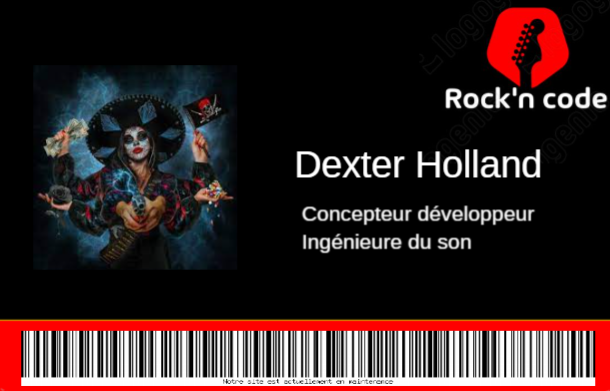 Rock'n code
Dexter Holland
Concepteur développeur
Ingénieure du son
Notre site est actuellement en maintenance